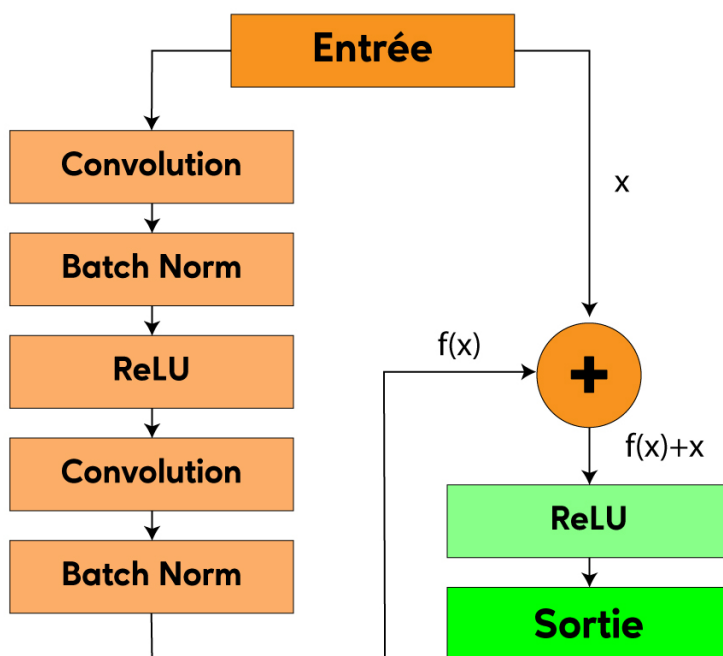 Entrée
Convolution
Batch Norm
ReLU
Convolution
Batch Norm
x
f(x)
+
f(x)+x
ReLU
Sortie